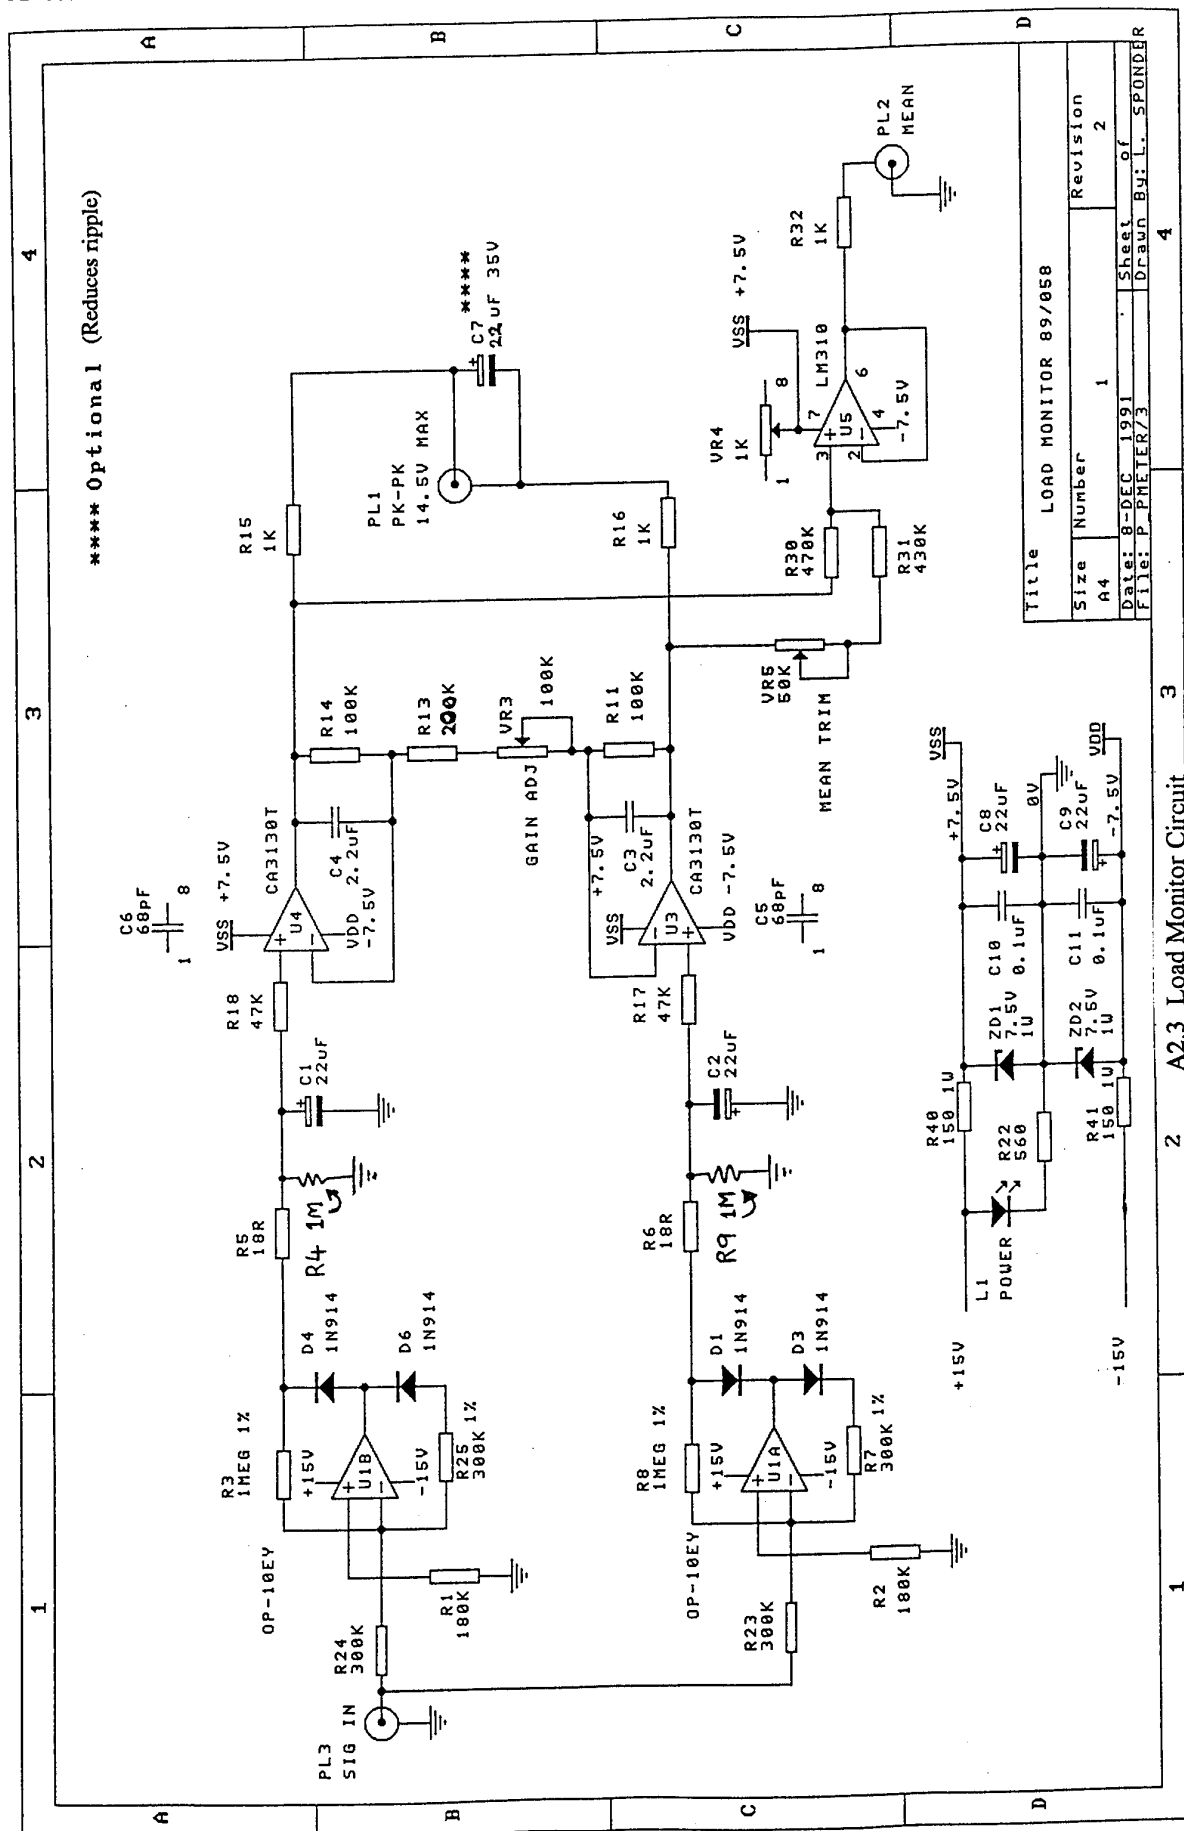 1
2
3
4
A
B
C
D
**** Optional (Reduces ripple)
PL3
SIG IN
R24
300K
R1
180K
OP-10EY
R3
1MEG 1%
+15V
+
U1B
-
-15V
R25
300K 1%
D4
1N914
D6
1N914
R5
18R
R4 1M
C1
22uF
+
R18
47K
C6
68pF
1
8
VSS +7.5V
+
U4
-
CA3130T
VDD
-7.5V
C4
2.2uF
R14
100K
R13
200K
VR3
100K
GAIN ADJ
R11
100K
R15
1K
PL1
PK-PK
14.5V MAX
+
C7 ****
22uF 35V
R16
1K
R23
300K
R2
180K
OP-10EY
R8
1MEG 1%
+15V
+
U1A
-
-15V
R7
300K 1%
D1
1N914
D3
1N914
R6
18R
R9 1M
C2
22uF
+
R17
47K
+7.5V
VSS
-
U3
+
CA3130T
VDD -7.5V
C3
2.2uF
C5
68pF
1
8
VR5
50K
MEAN TRIM
R30
470K
R31
430K
VR4
1K
1
8
VSS +7.5V
3
+
7
LM310
U5
2
-
6
4
-7.5V
R32
1K
PL2
MEAN
+15V
L1
POWER
R40
150 1W
R22
560
R41
150 1W
-15V
ZD1
7.5V
1W
ZD2
7.5V
1W
C10
0.1uF
C11
0.1uF
+7.5V
VSS
+
C8
22uF
0V
C9
22uF
+
-7.5V
VDD
Title
LOAD MONITOR 89/058
Size
A4
Number
1
Revision
2
Date: 8-DEC 1991
Sheet of
File: P_PMETER/3
Drawn By: L. SPONDER
A
B
C
D
1
2
3
4
A2.3 Load Monitor Circuit